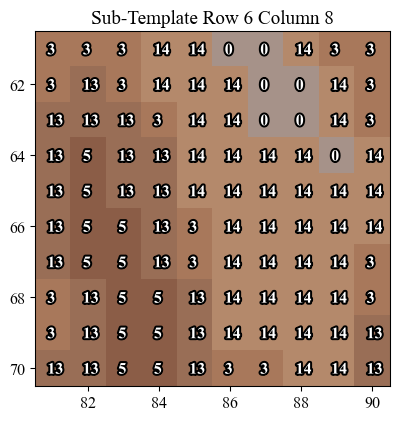 Sub-Template Row 6 Column 8
3 3 3 14 14 0 0 14 3 3
62 3 13 3 14 14 14 0 0 14 3
13 13 13 3 14 14 0 0 14 3
64 13 5 13 13 14 14 14 14 0 14
13 5 13 13 14 14 14 14 14 14
66 13 5 5 13 3 14 14 14 14 14
13 5 5 13 3 14 14 14 14 3
68 3 13 5 5 13 14 14 14 14 3
3 13 5 5 13 14 14 14 14 13
70 13 13 5 5 13 3 3 14 14 13
82 84 86 88 90